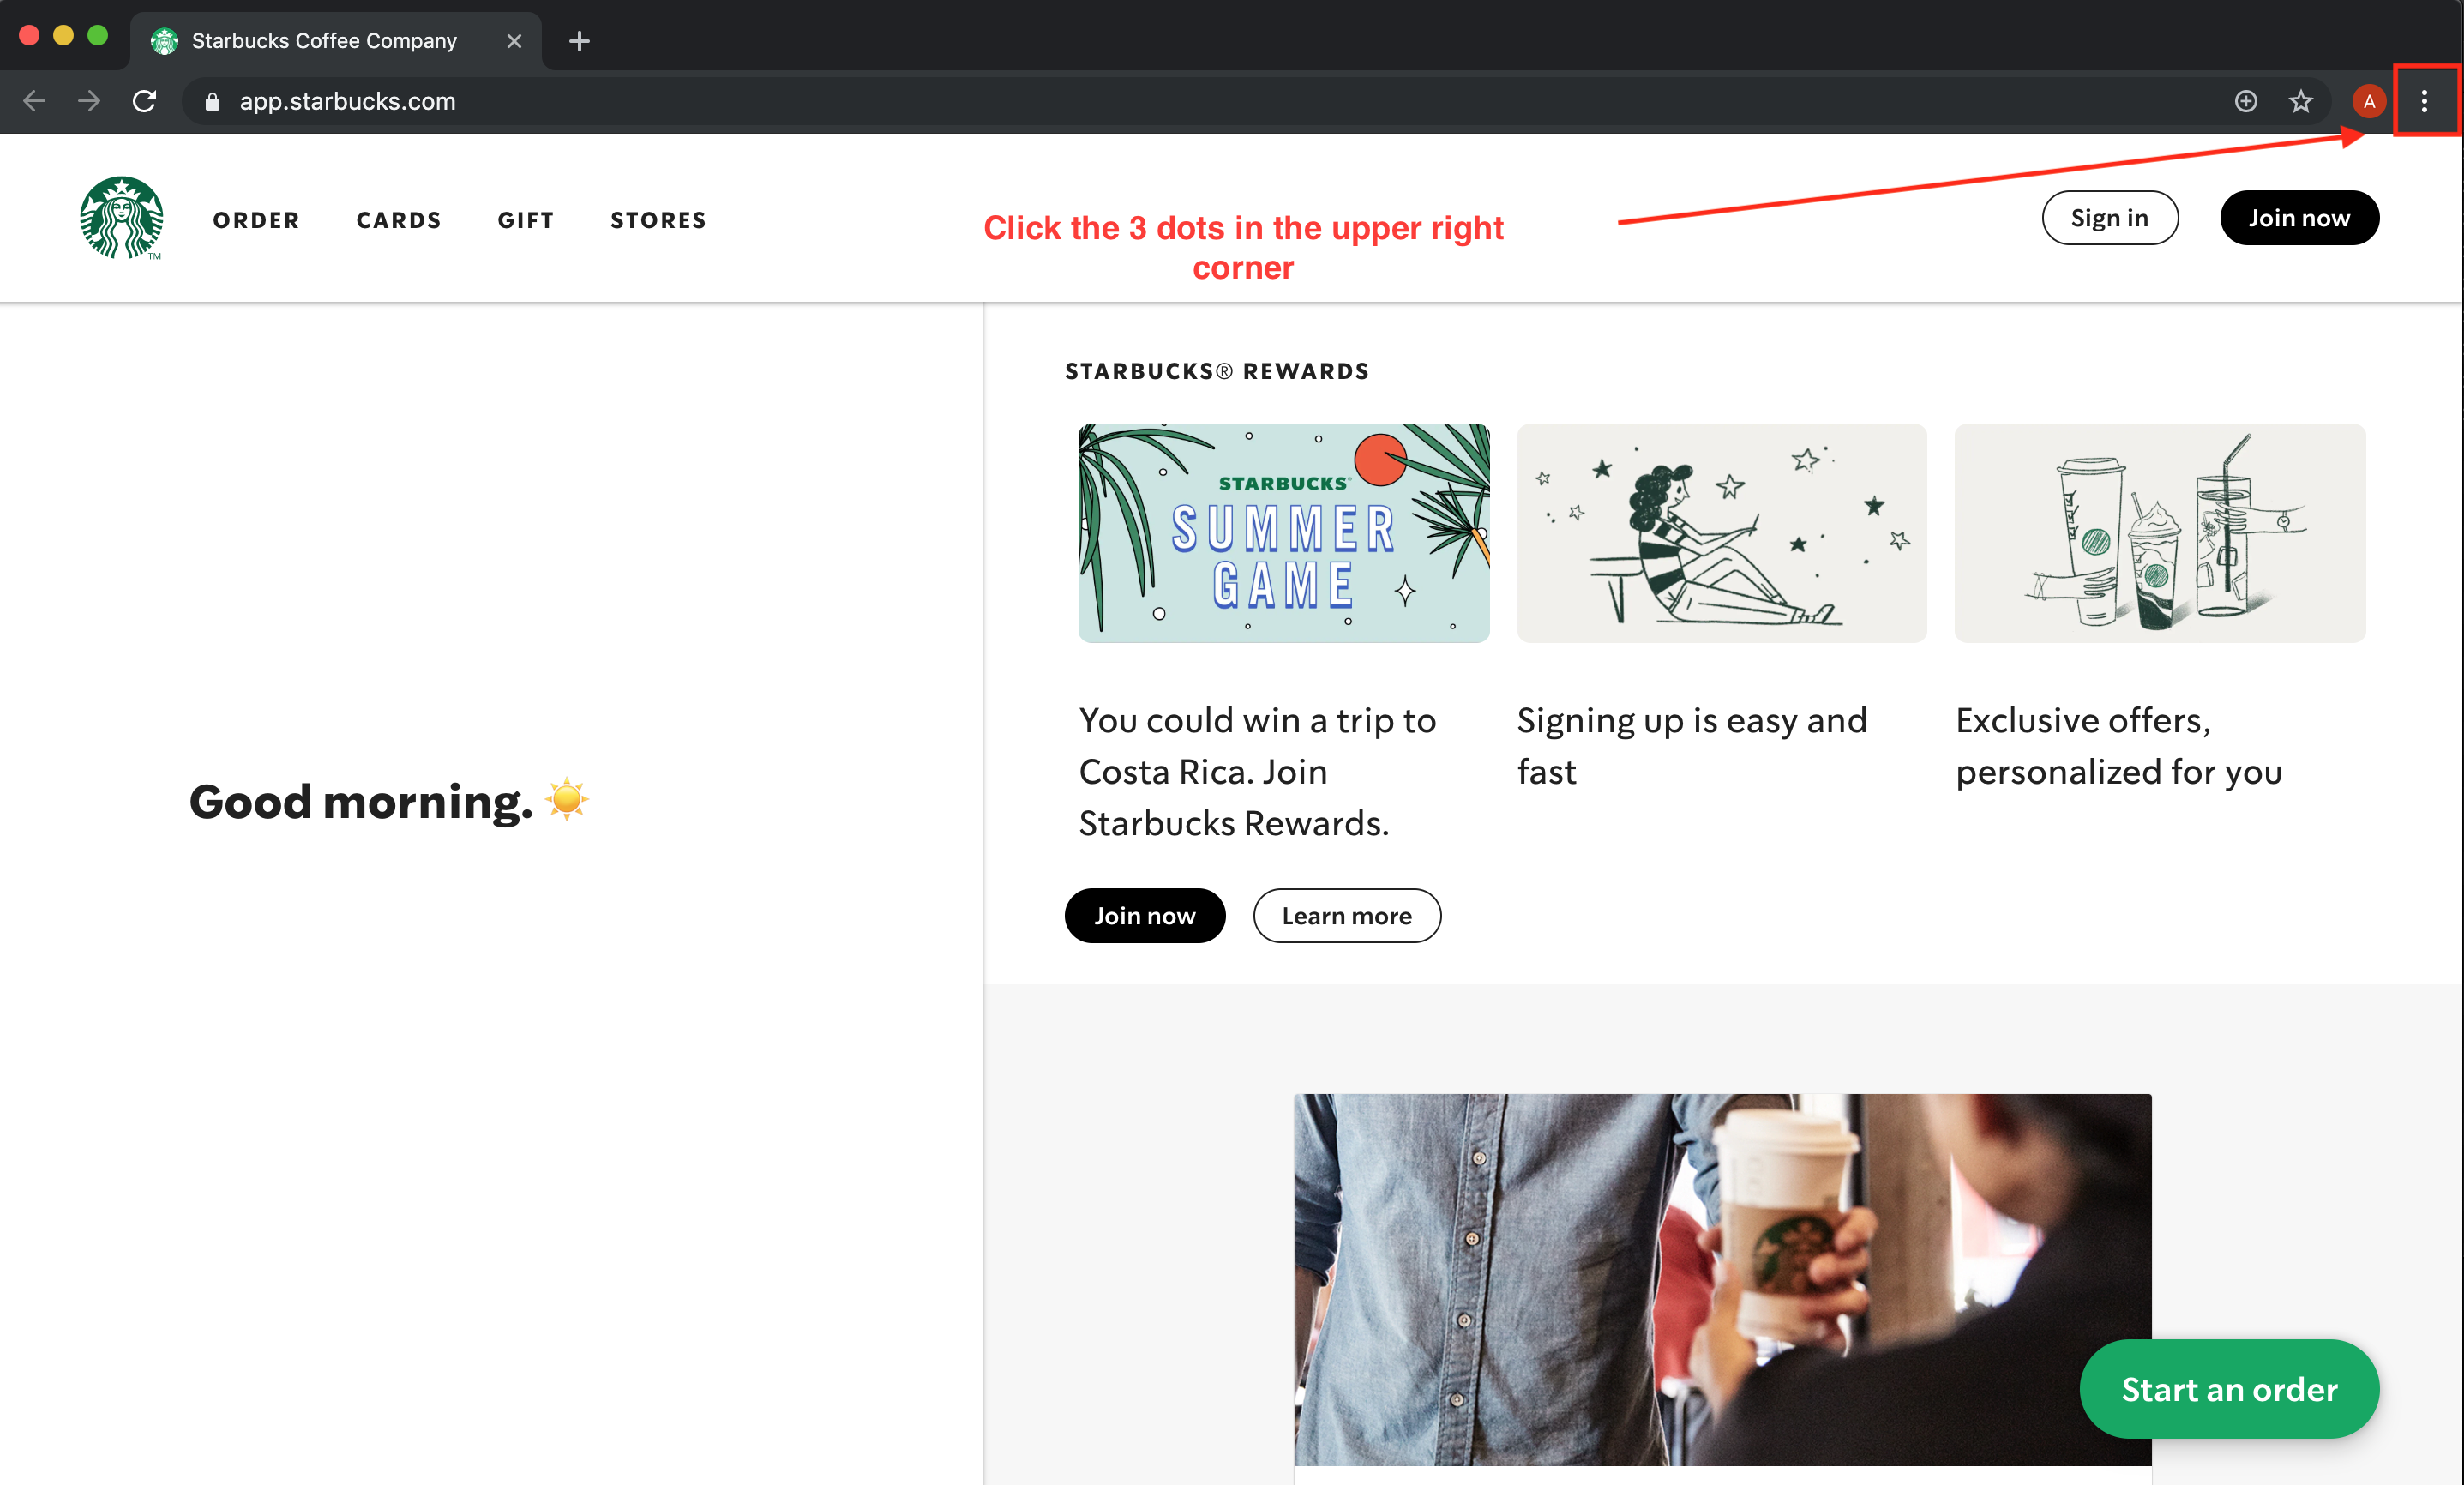 Starbucks Coffee Company
app.starbucks.com
A
TM
ORDER CARDS GIFT STORES
Click the 3 dots in the upper right
corner
Sign in
Join now
STARBUCKS® REWARDS
STARBUCKS®
SUMMER
GAME
You could win a trip to
Costa Rica. Join
Starbucks Rewards.
Signing up is easy and
fast
Exclusive offers,
personalized for you
Good morning.
Join now
Learn more
Start an order